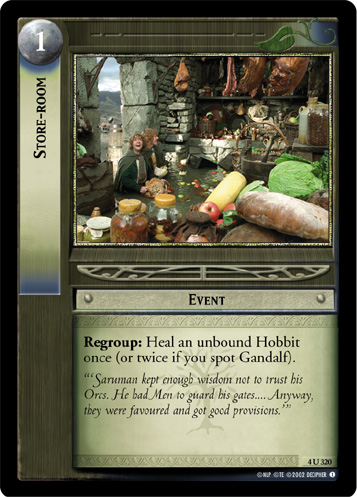 1
STORE-ROOM
EVENT
Regroup: Heal an unbound Hobbit
once (or twice if you spot Gandalf).
“‘Saruman kept enough wisdom not to trust his
Orcs. He had Men to guard his gates.... Anyway,
they were favoured and got good provisions.’”
4 U 320
©NLP ©TE ©2002 DECIPHER